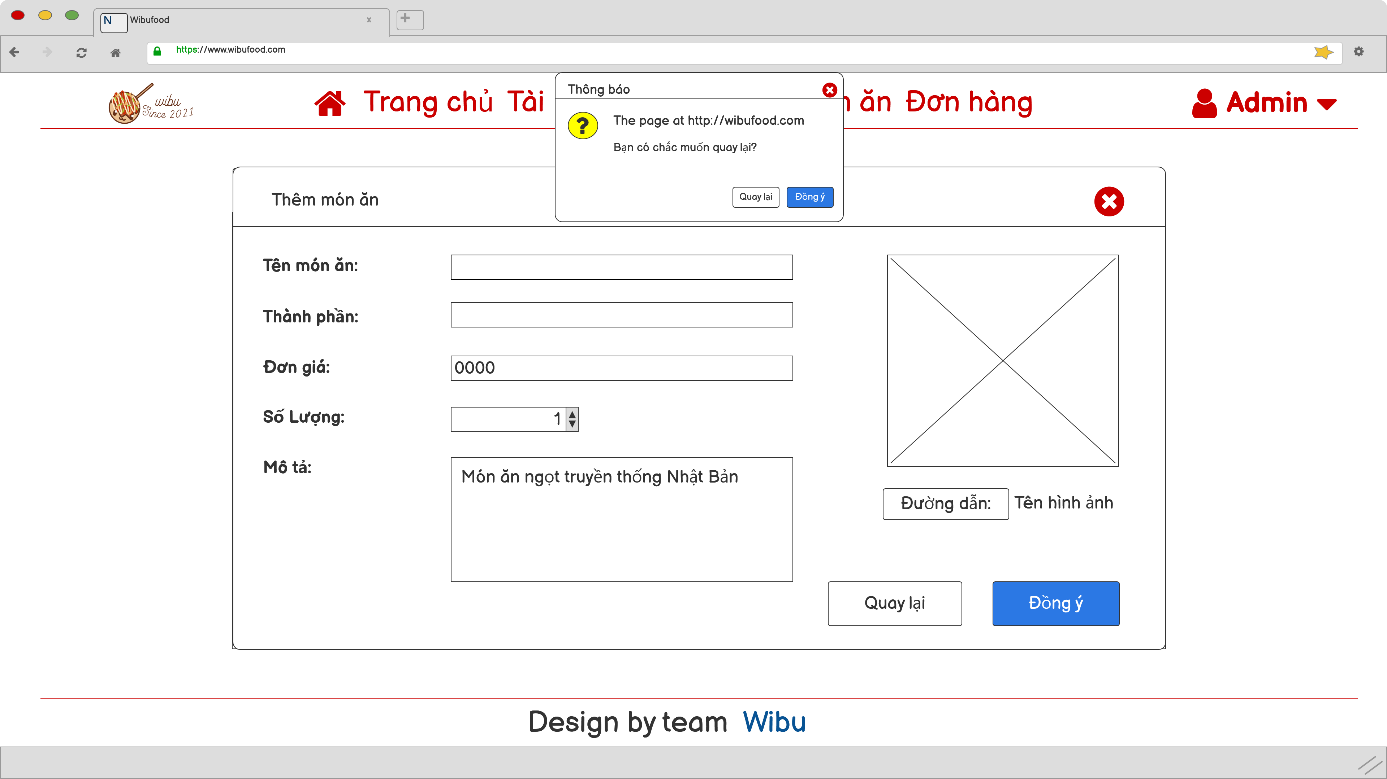 N Wibufood x
https://www.wibufood.com
wibu
Since 2021
Trang chủ Tài ăn Đơn hàng Admin
Thông báo
?
The page at http://wibufood.com
Bạn có chắc muốn quay lại?
Quay lại Đồng ý
Thêm món ăn
Tên món ăn:
Thành phần:
Đơn giá: 0000
Số Lượng: 1
Mô tả: Món ăn ngọt truyền thống Nhật Bản
Đường dẫn: Tên hình ảnh
Quay lại Đồng ý
Design by team Wibu